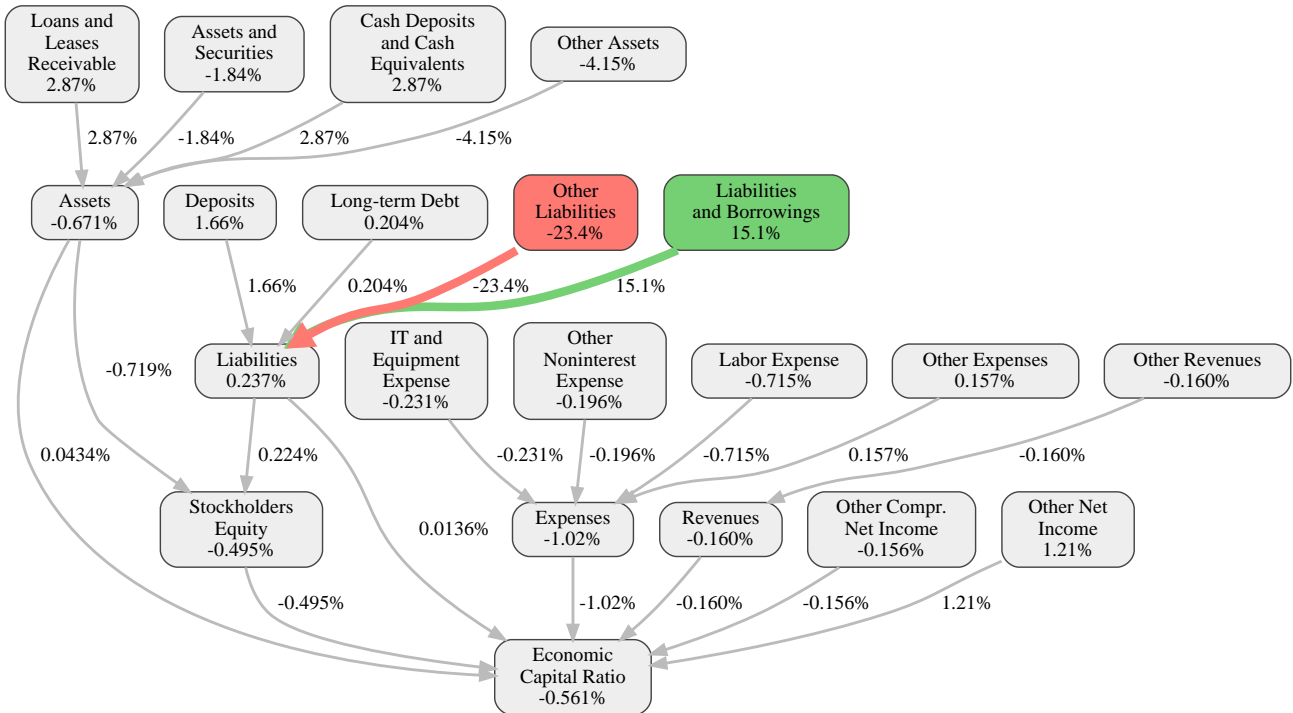 Loans and
Leases
Receivable
2.87%
Assets and
Securities
-1.84%
Cash Deposits
and Cash
Equivalents
2.87%
Other Assets
-4.15%
2.87%
-1.84%
2.87%
-4.15%
Assets
-0.671%
Deposits
1.66%
Long-term Debt
0.204%
Other
Liabilities
-23.4%
Liabilities
and Borrowings
15.1%
1.66%
0.204%
-23.4%
15.1%
-0.719%
Liabilities
0.237%
IT and
Equipment
Expense
-0.231%
Other
Noninterest
Expense
-0.196%
Labor Expense
-0.715%
Other Expenses
0.157%
Other Revenues
-0.160%
0.0434%
0.224%
-0.231%
-0.196%
-0.715%
0.157%
-0.160%
Stockholders
Equity
-0.495%
0.0136%
Expenses
-1.02%
Revenues
-0.160%
Other Compr.
Net Income
-0.156%
Other Net
Income
1.21%
-0.495%
-1.02%
-0.160%
-0.156%
1.21%
Economic
Capital Ratio
-0.561%